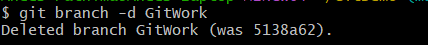 $ git branch -d GitWork
Deleted branch GitWork (was 5138a62).